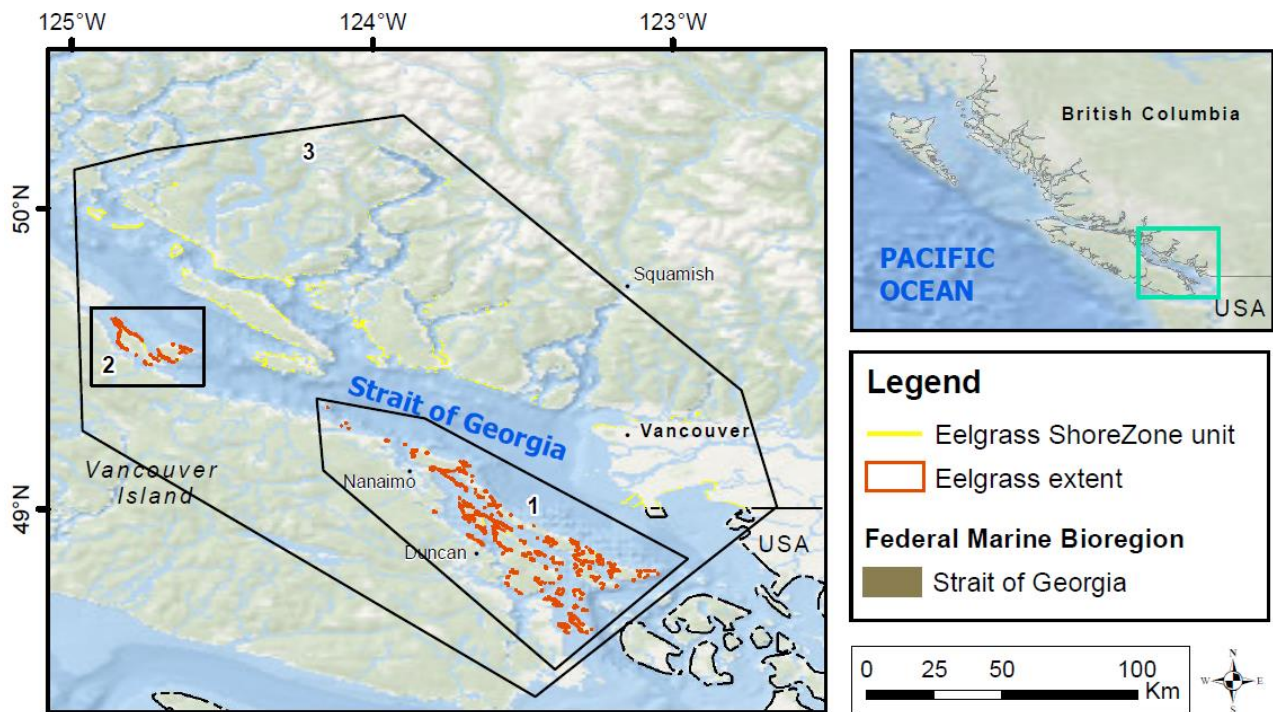 125°W 124°W 123°W
50°N
49°N
3
Squamish
2
Strait of Georgia
Vancouver
Vancouver
Island
Nanaimo
1
Duncan
USA
British Columbia
PACIFIC
OCEAN
USA
Legend
Eelgrass ShoreZone unit
Eelgrass extent
Federal Marine Bioregion
Strait of Georgia
0 25 50 100
Km
N
W E
S